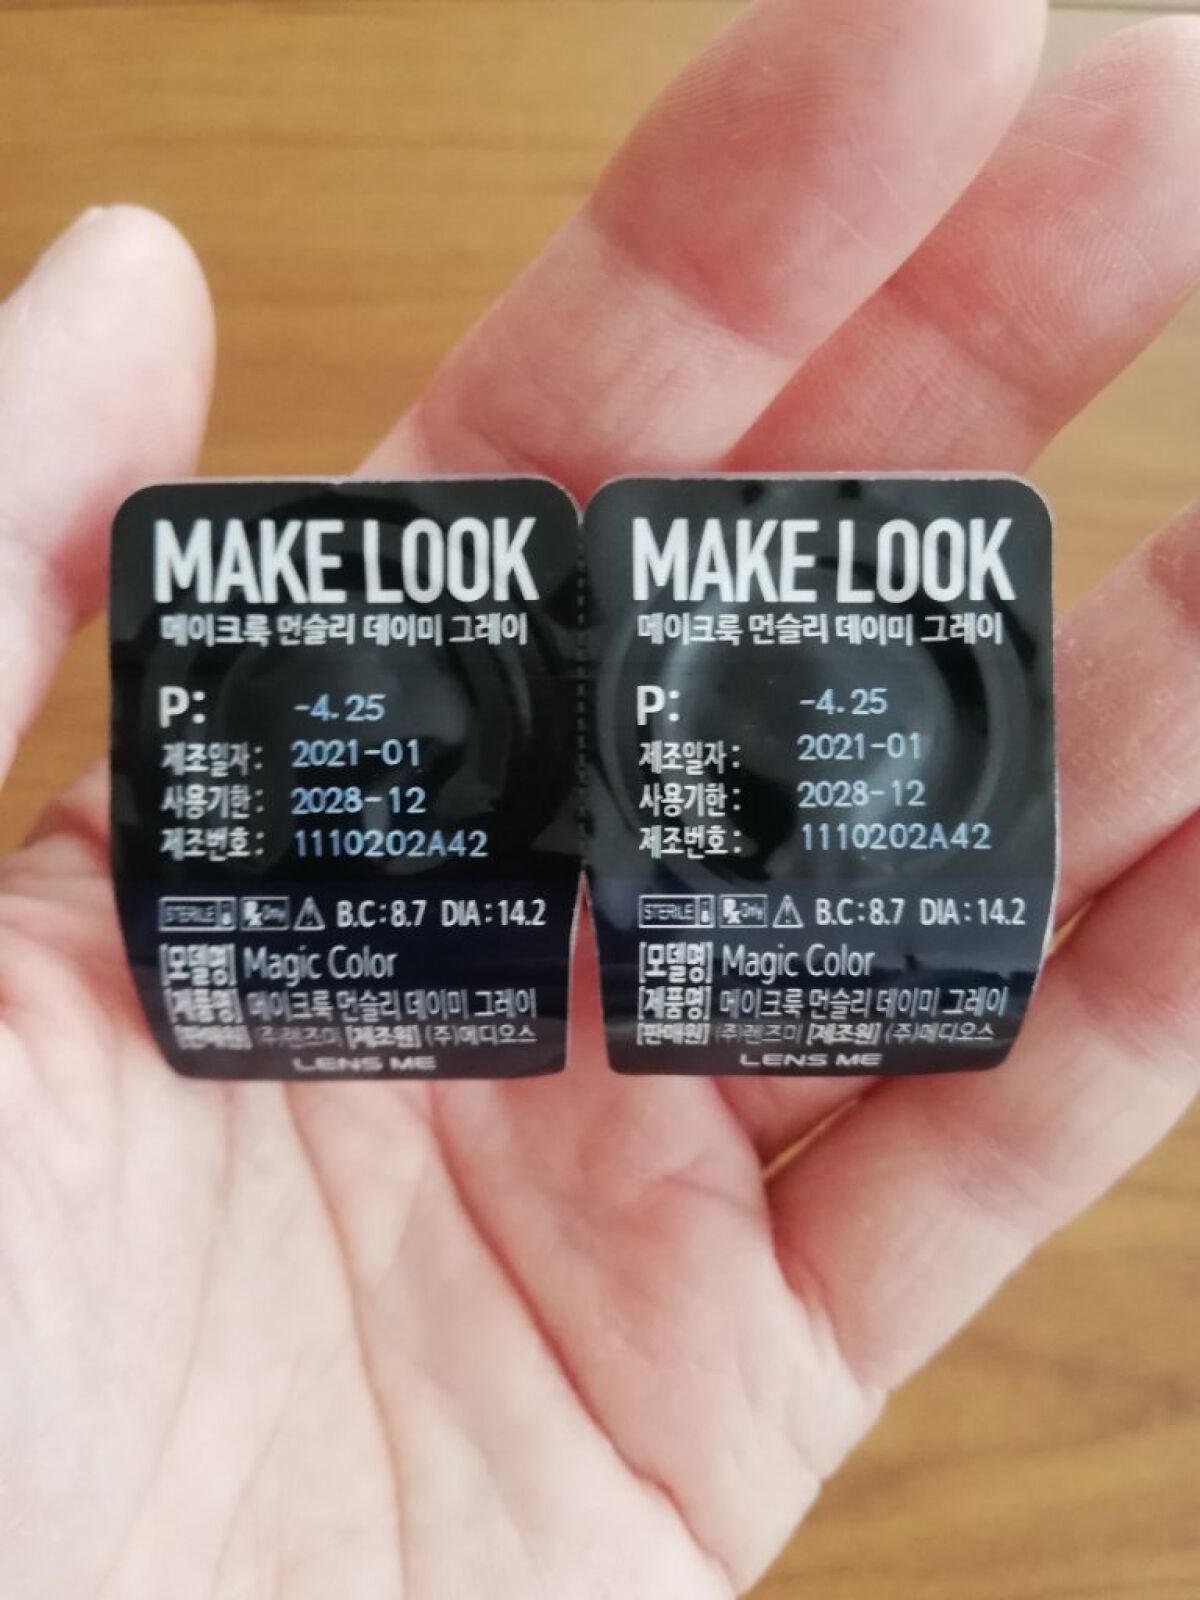 MAKE LOOK
메이크룩 먼슬리 데이미 그레이
P: -4.25
제조일자: 2021-01
사용기한: 2028-12
제조번호: 1110202A42
STERILE Rx Only B.C:8.7 DIA:14.2
[모델명] Magic Color
[제품명] 메이크룩 먼슬리 데이미 그레이
[판매원] (주)렌즈미 [제조원] (주)메디오스
LENS ME
MAKE LOOK
메이크룩 먼슬리 데이미 그레이
P: -4.25
제조일자: 2021-01
사용기한: 2028-12
제조번호: 1110202A42
STERILE Rx Only B.C:8.7 DIA:14.2
[모델명] Magic Color
[제품명] 메이크룩 먼슬리 데이미 그레이
[판매원] (주)렌즈미 [제조원] (주)메디오스
LENS ME